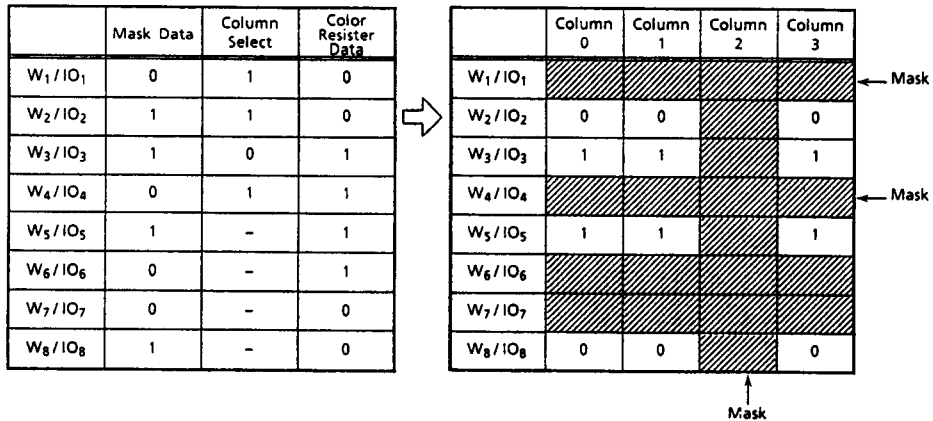 Mask Data Column Select Color Resister Data
W1/IO1 0 1 0
W2/IO2 1 1 0
W3/IO3 1 0 1
W4/IO4 0 1 1
W5/IO5 1 – 1
W6/IO6 0 – 1
W7/IO7 0 – 0
W8/IO8 1 – 0
Column 0 Column 1 Column 2 Column 3
W1/IO1 Mask
W2/IO2 0 0 0
W3/IO3 1 1 1
W4/IO4 Mask
W5/IO5 1 1 1
W6/IO6
W7/IO7
W8/IO8 0 0 0
Mask